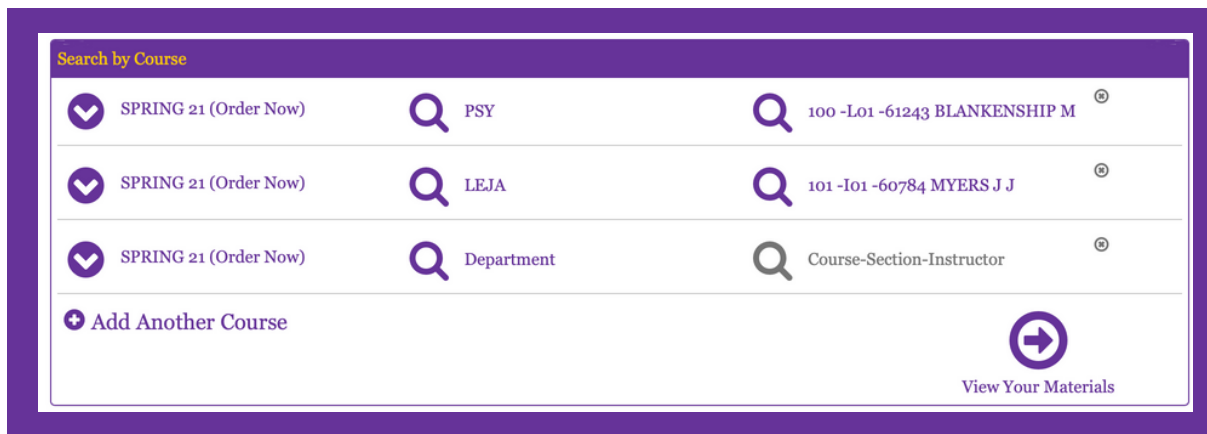 Search by Course
SPRING 21 (Order Now) PSY 100 -L01 -61243 BLANKENSHIP M
SPRING 21 (Order Now) LEJA 101 -I01 -60784 MYERS J J
SPRING 21 (Order Now) Department Course-Section-Instructor
Add Another Course
View Your Materials